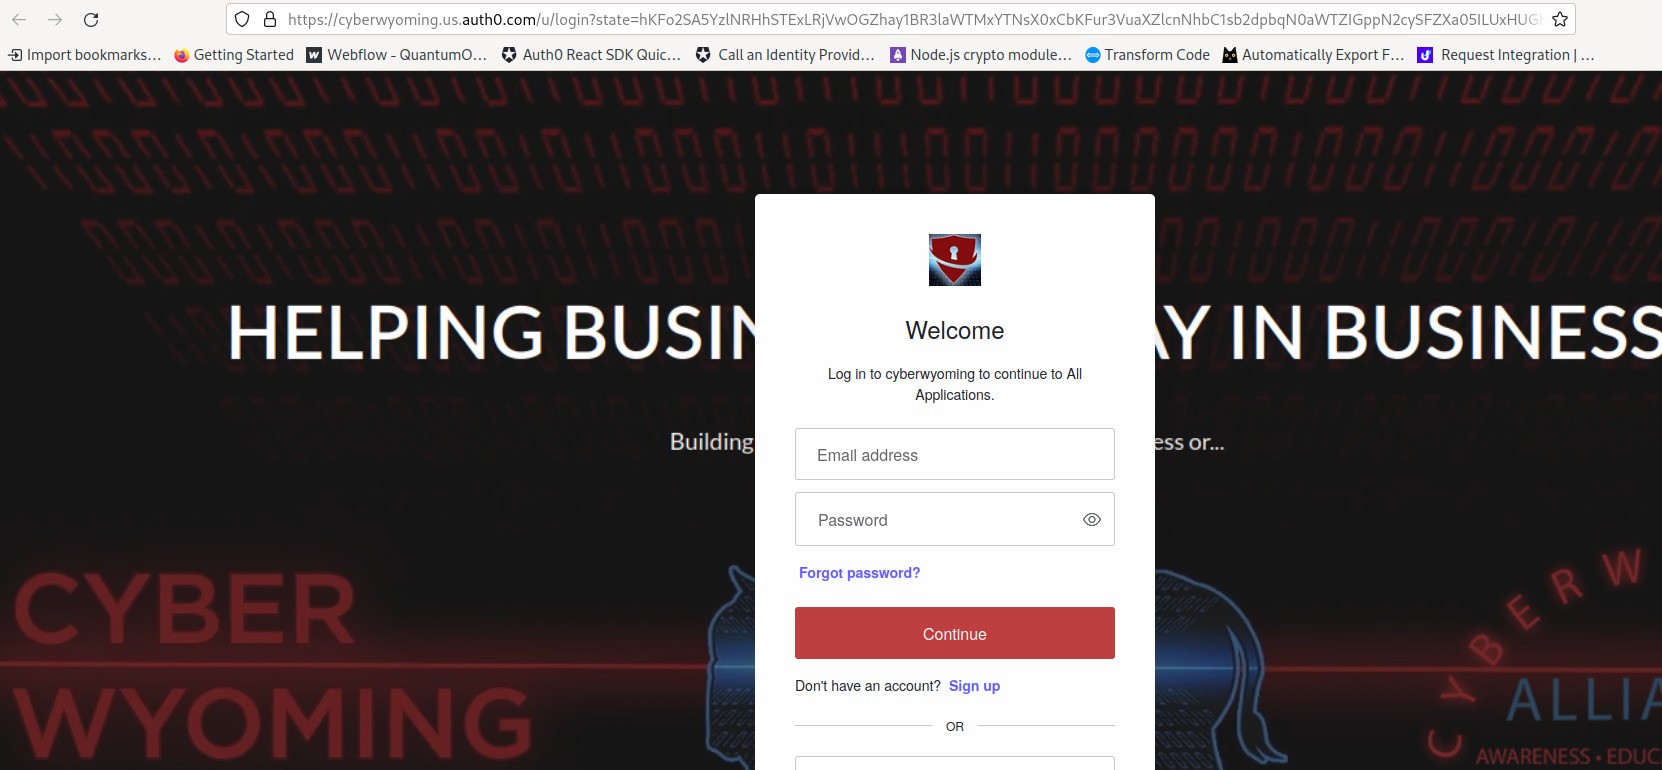 https://cyberwyoming.us.auth0.com/u/login?state=hKFo2SA5YzlNRHhSTExLRjVwOGZhay1BR3laWTMxYTNsX0xCbKFur3VuaXZlcnNhbC1sb2dpbqN0aWTZIGppN2cySFZXa05ILUxHUG
Import bookmarks... Getting Started Webflow - QuantumO... Auth0 React SDK Quic... Call an Identity Provid... Node.js crypto module... Transform Code Automatically Export F... Request Integration | ...
HELPING BUSIN AY IN BUSINESS
Building ess or...
Welcome
Log in to cyberwyoming to continue to All
Applications.
Email address
Password
Forgot password?
Continue
Don't have an account? Sign up
OR
CYBER
WYOMING
CYBERW
ALLIA
AWARENESS • EDUC